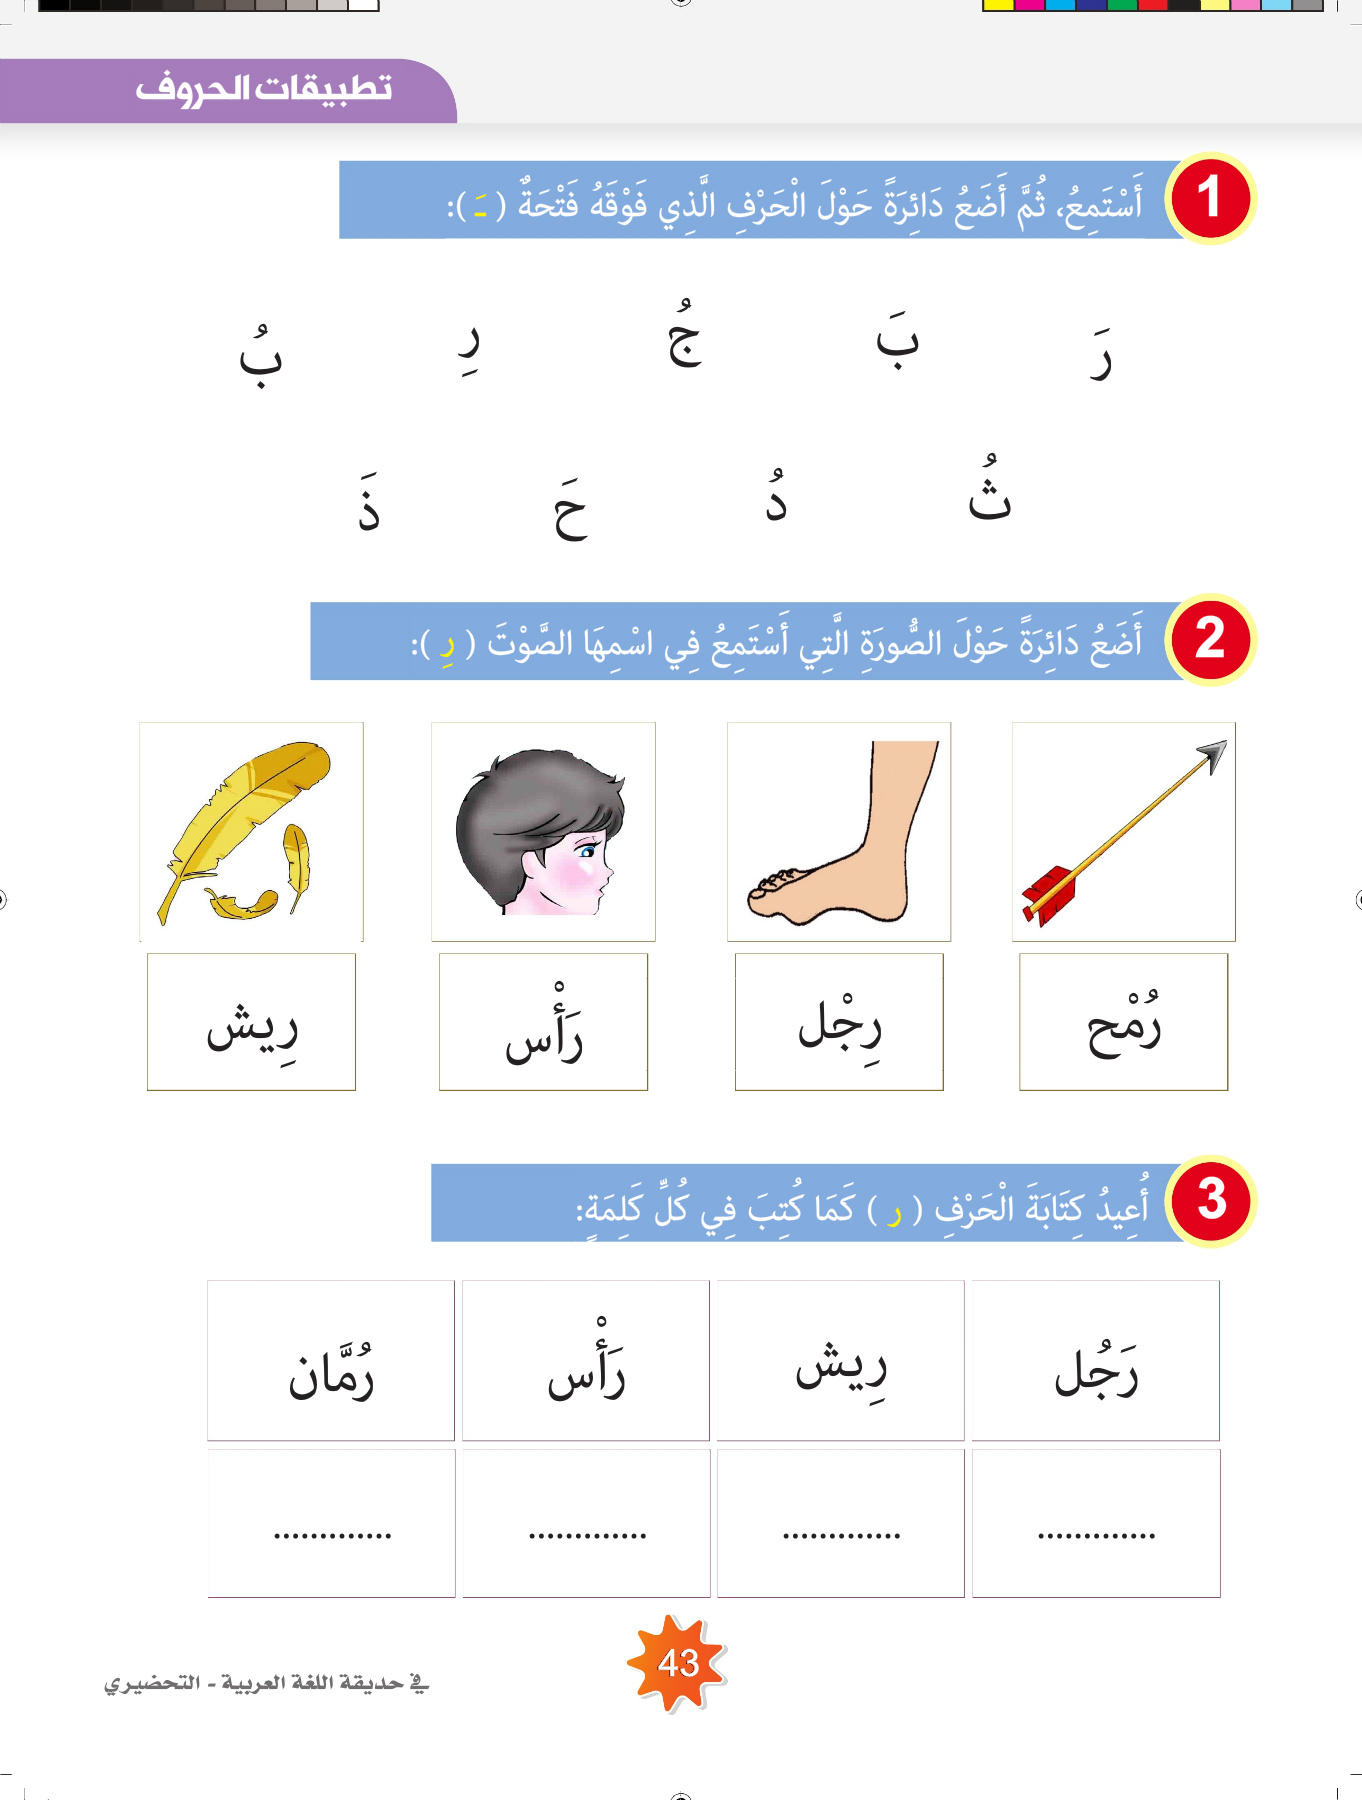 تطبيقات الحروف
1
أَسْتَمِعُ، ثُمَّ أَضَعُ دَائِرَةً حَوْلَ الْحَرْفِ الَّذِي فَوْقَهُ فَتْحَةٌ ( ـَ ):
رَ بَ جُ رِ بُ
ثُ دُ حَ ذَ
2
أَضَعُ دَائِرَةً حَوْلَ الصُّورَةِ الَّتِي أَسْتَمِعُ فِي اسْمِهَا الصَّوْتَ ( رِ ):
رُمْح رِجْل رَأْس رِيش
3
أُعِيدُ كِتَابَةَ الْحَرْفِ ( ر ) كَمَا كُتِبَ فِي كُلِّ كَلِمَةٍ:
رَجُل رِيش رَأْس رُمَّان
............. ............. ............. .............
43
في حديقة اللغة العربية - التحضيري